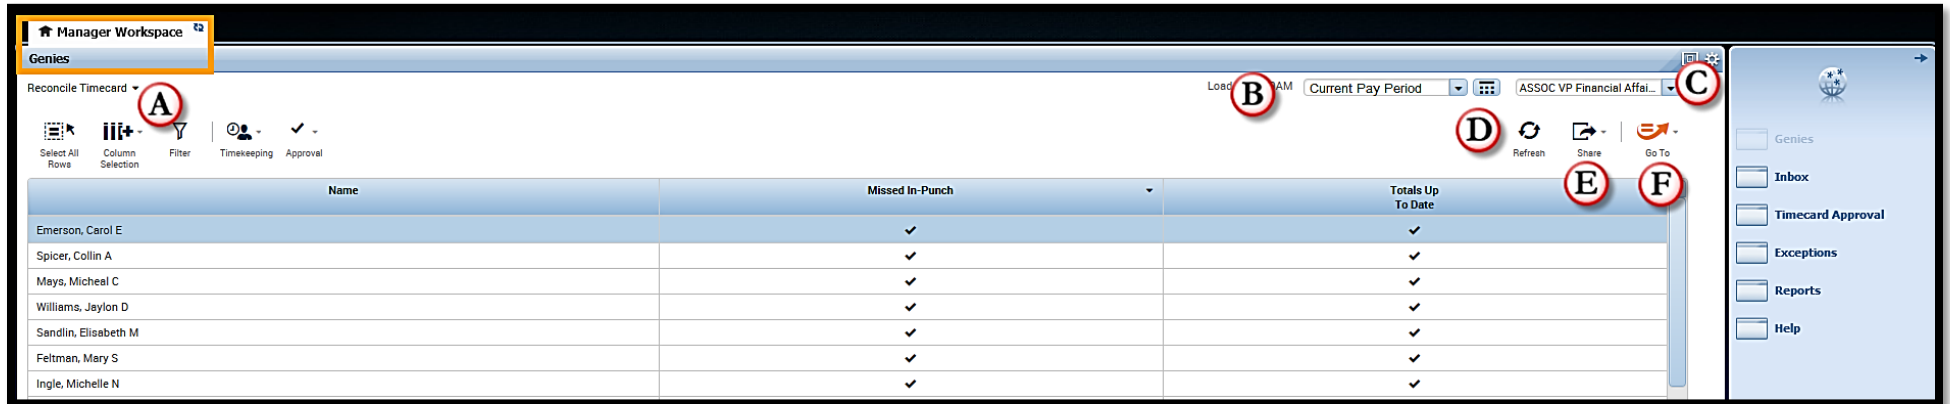 Manager Workspace
Genies
Reconcile Timecard
A
Load
B
AM
Current Pay Period
ASSOC VP Financial Affai...
C
Select All
Rows
Column
Selection
Filter
Timekeeping
Approval
D
Refresh
Share
Go To
E
F
Name
Missed In-Punch
Totals Up
To Date
Emerson, Carol E
Spicer, Collin A
Mays, Micheal C
Williams, Jaylon D
Sandlin, Elisabeth M
Feltman, Mary S
Ingle, Michelle N
Genies
Inbox
Timecard Approval
Exceptions
Reports
Help